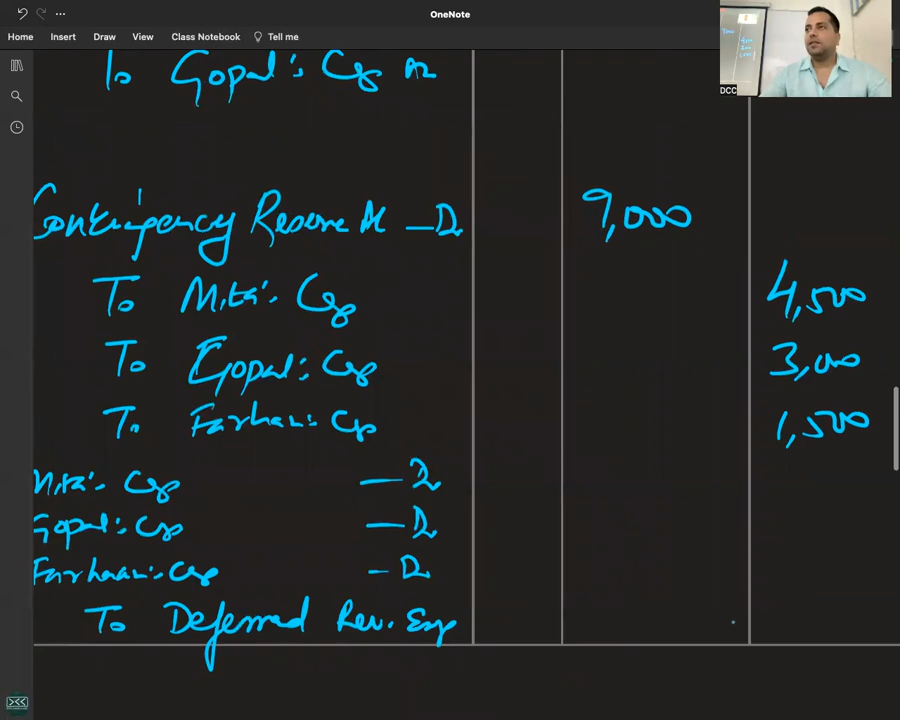 OneNote
Home Insert Draw View Class Notebook Tell me
DCC
To Gopal's Cap A/c
Contingency Reserve A/c —Dr 9,000
To Mita's Cap 4,500
To Gopal's Cap 3,000
To Farhan's Cap 1,500
Mita's Cap —Dr
Gopal's Cap —Dr
Farhan's Cap —Dr
To Deferred Rev. Exp